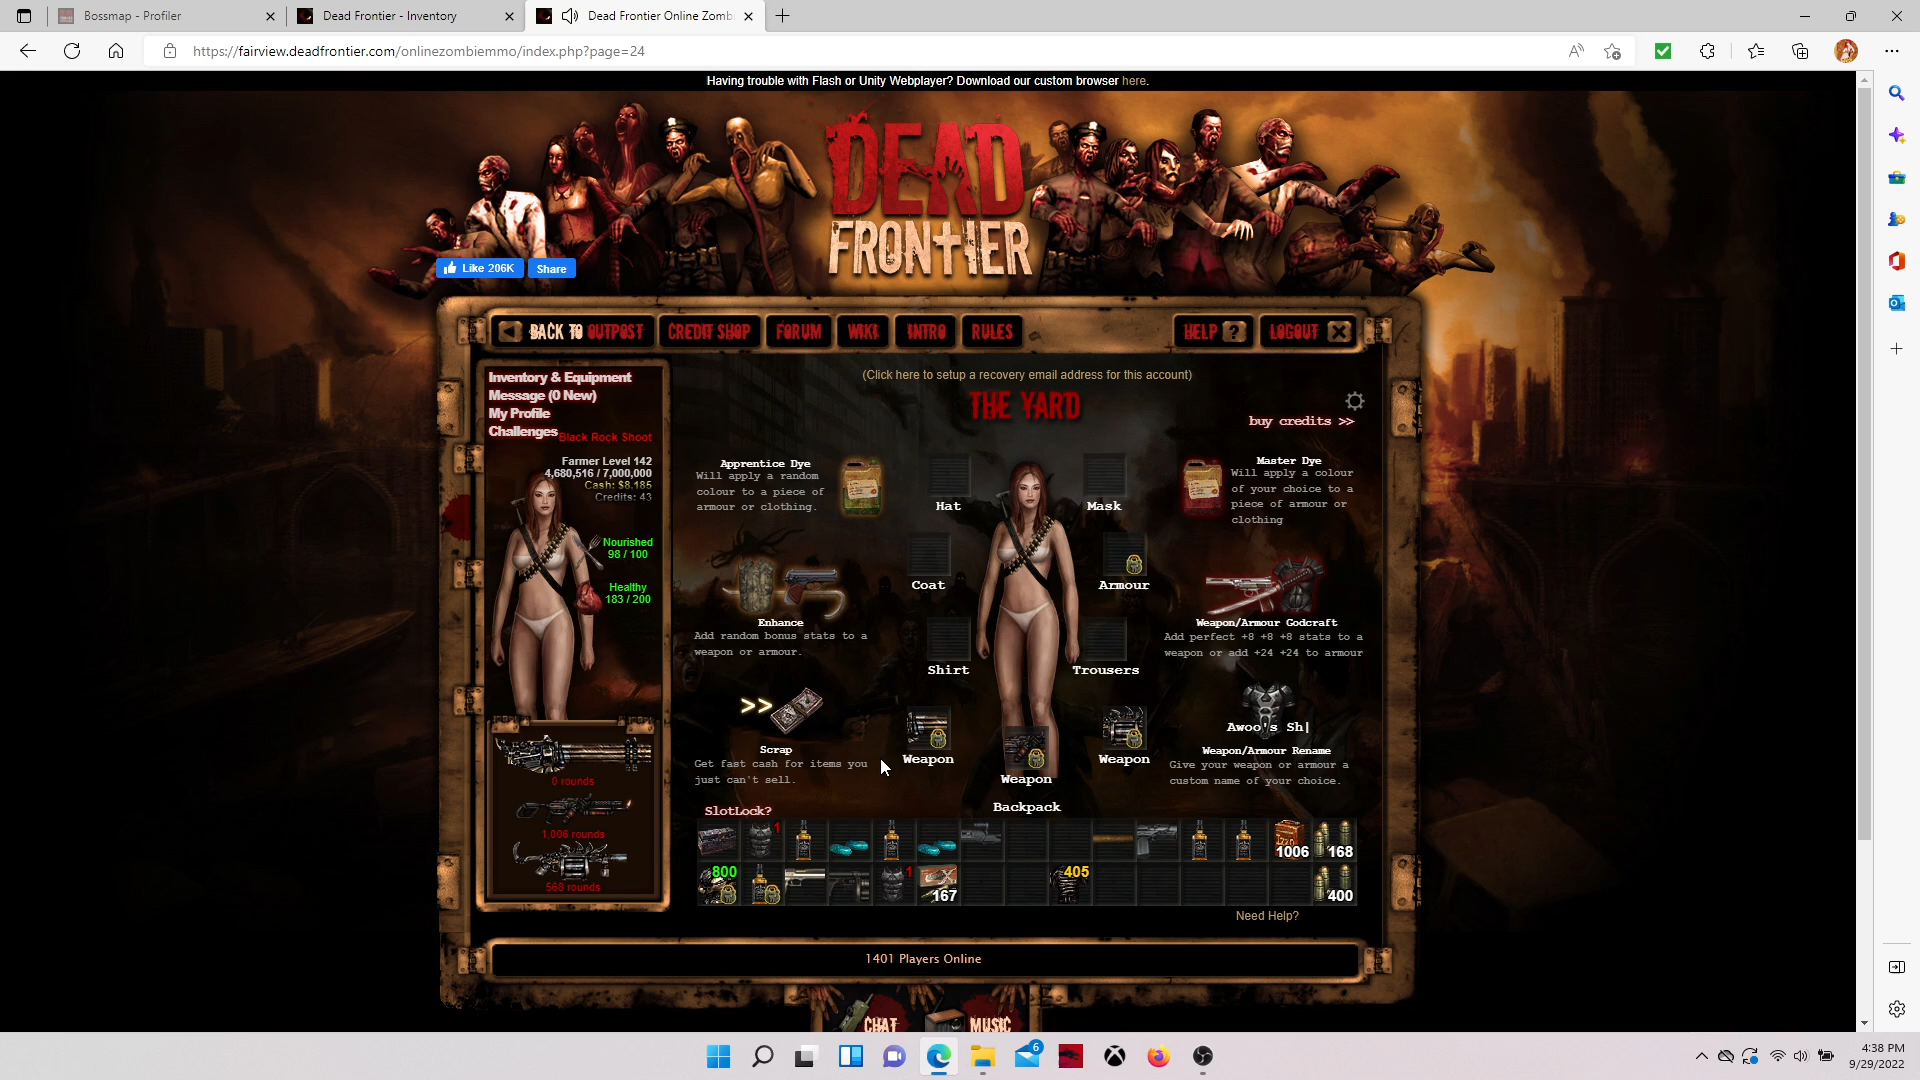 Bossmap - Profiler
Dead Frontier - Inventory
Dead Frontier Online Zomb
https://fairview.deadfrontier.com/onlinezombiemmo/index.php?page=24
Having trouble with Flash or Unity Webplayer? Download our custom browser here.
DEAD
FRONTIER
Like 206K
Share
BACK TO OUTPOST
CREDIT SHOP
FORUM
WIKI
INTRO
RULES
HELP ?
LOGOUT
Inventory & Equipment
Message (0 New)
My Profile
Challenges
Black Rock Shoot
Farmer Level 142
4,680,516 / 7,000,000
Cash: $8,185
Credits: 43
Nourished
98 / 100
Healthy
183 / 200
0 rounds
1,006 rounds
568 rounds
(Click here to setup a recovery email address for this account)
THE YARD
buy credits >>
Apprentice Dye
Will apply a random
colour to a piece of
armour or clothing.
Hat
Mask
Master Dye
Will apply a colour
of your choice to a
piece of armour or
clothing
Coat
Armour
Enhance
Add random bonus stats to a
weapon or armour.
Weapon/Armour Godcraft
Add perfect +8 +8 +8 stats to a
weapon or add +24 +24 to armour
Shirt
Trousers
>>
Scrap
Get fast cash for items you
just can't sell.
Weapon
Weapon
Weapon
Awoo's Sh|
Weapon/Armour Rename
Give your weapon or armour a
custom name of your choice.
SlotLock?
Backpack
1
1006
168
800
1
167
405
400
Need Help?
1401 Players Online
CHAT
MUSIC
6
4:38 PM
9/29/2022